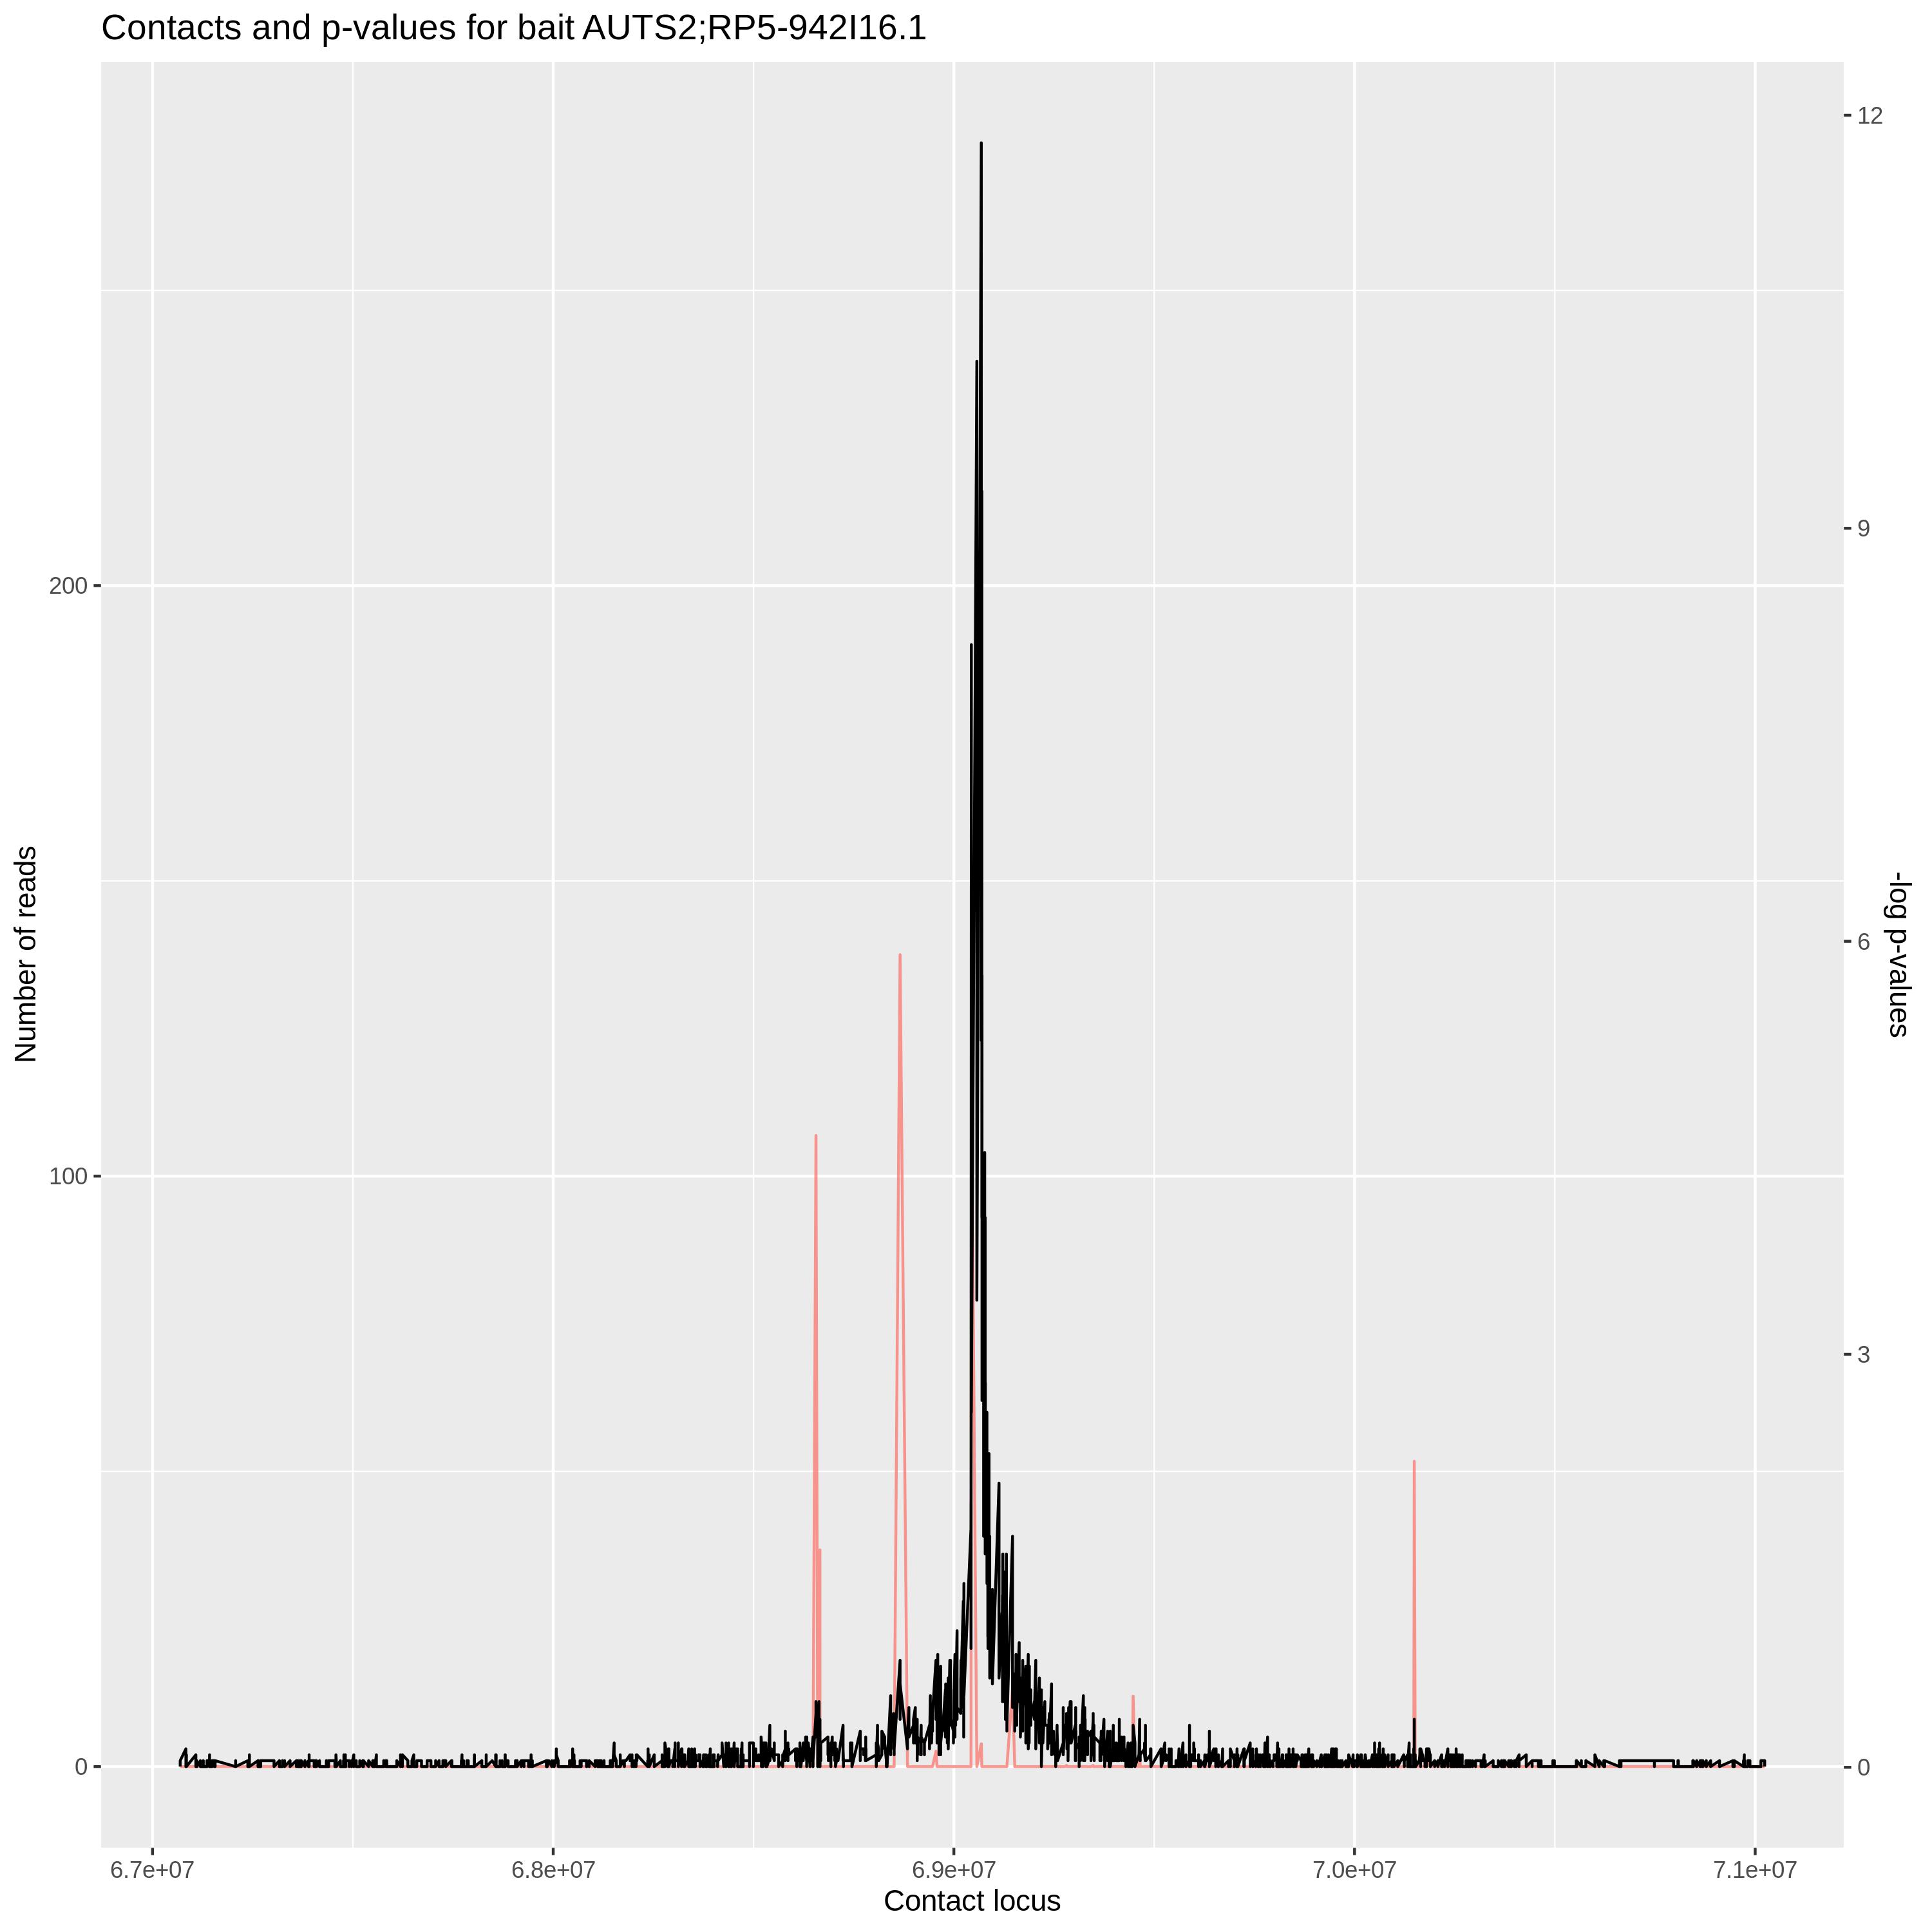 Contacts and p-values for bait AUTS2;RP5-942I16.1
12
9
200
Number of reads
-log p-values
6
100
3
0
0
6.7e+07
6.8e+07
6.9e+07
7.0e+07
7.1e+07
Contact locus